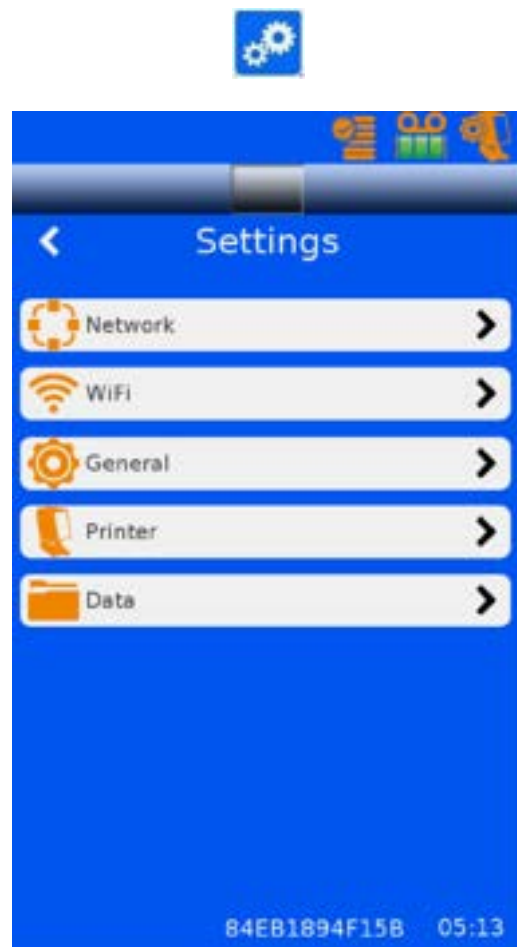 Settings
Network
WiFi
General
Printer
Data
84EB1894F15B 05:13